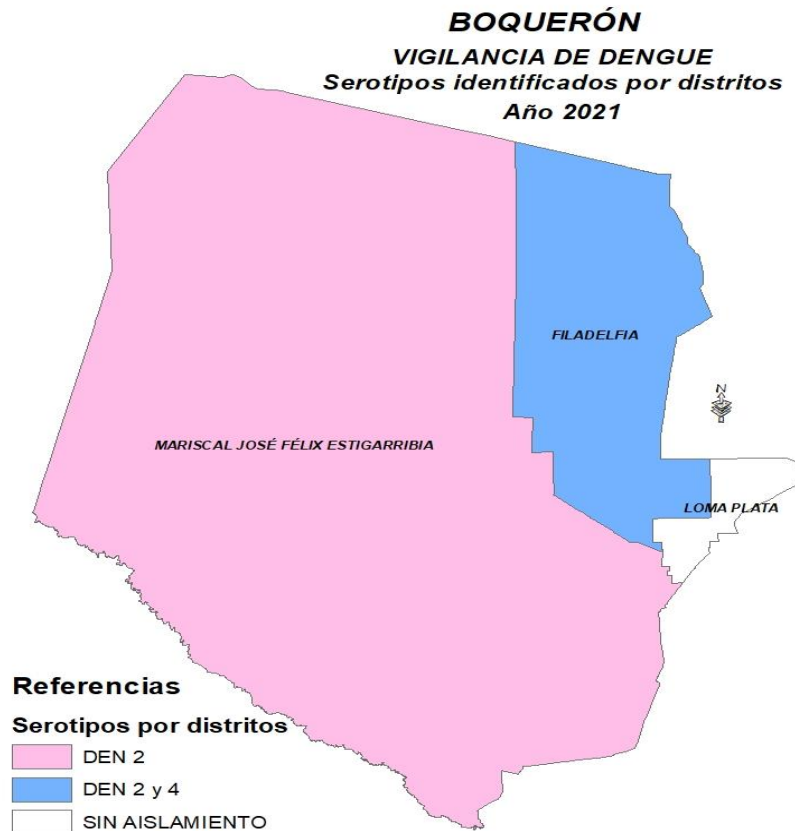 BOQUERÓN
VIGILANCIA DE DENGUE
Serotipos identificados por distritos
Año 2021
FILADELFIA
N
MARISCAL JOSÉ FÉLIX ESTIGARRIBIA
LOMA PLATA
Referencias
Serotipos por distritos
DEN 2
DEN 2 y 4
SIN AISLAMIENTO